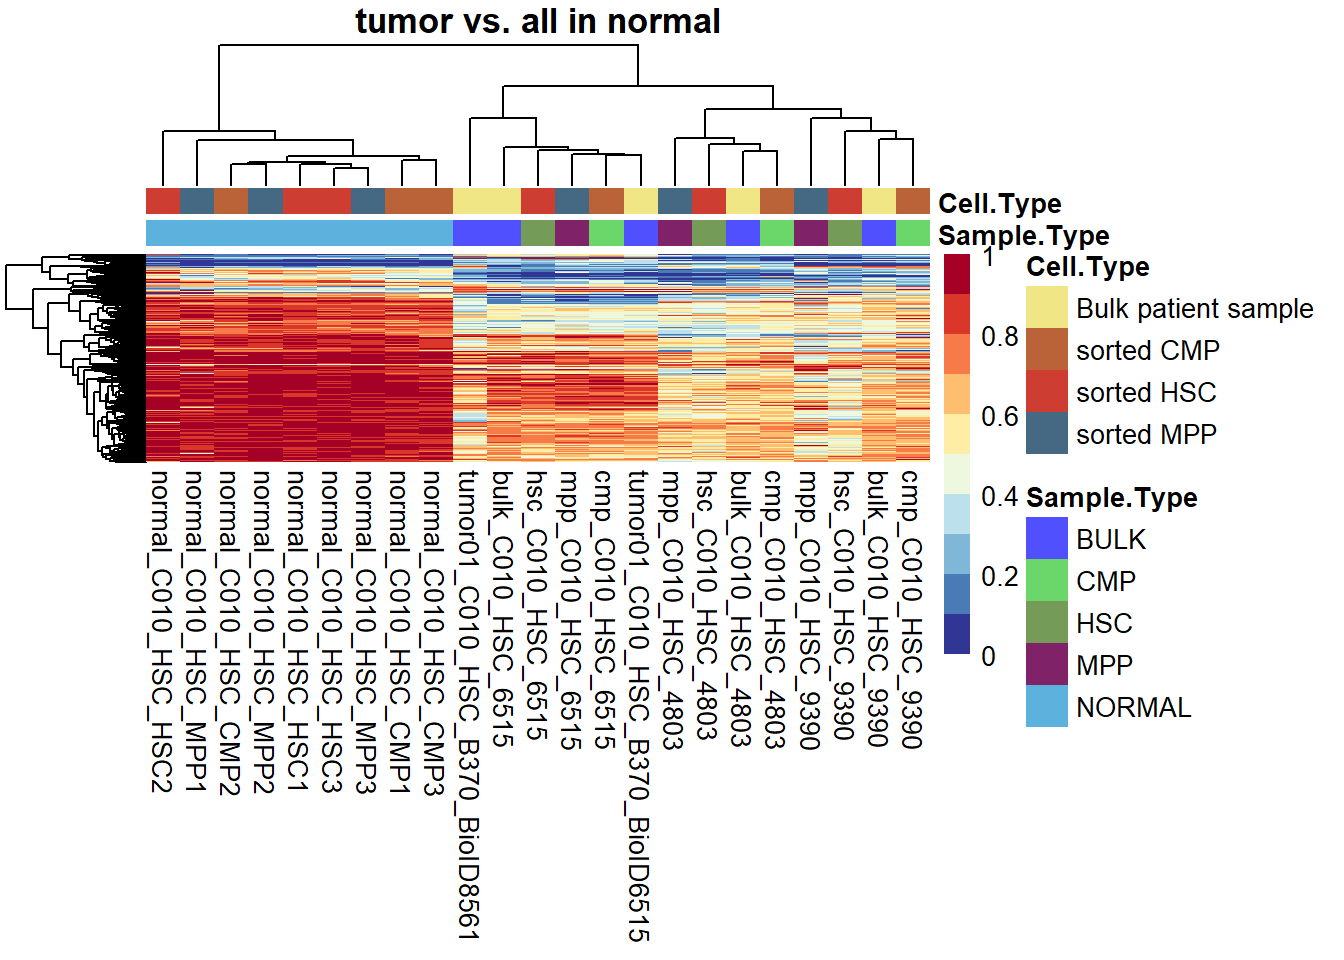 tumor vs. all in normal
Cell.Type
Sample.Type
1
0.8
0.6
0.4
0.2
0
Cell.Type
Bulk patient sample
sorted CMP
sorted HSC
sorted MPP
Sample.Type
BULK
CMP
HSC
MPP
NORMAL
normal_C010_HSC_HSC2
normal_C010_HSC_MPP1
normal_C010_HSC_CMP2
normal_C010_HSC_MPP2
normal_C010_HSC_HSC1
normal_C010_HSC_HSC3
normal_C010_HSC_MPP3
normal_C010_HSC_CMP1
normal_C010_HSC_CMP3
tumor01_C010_HSC_B370_BioID8561
bulk_C010_HSC_6515
hsc_C010_HSC_6515
mpp_C010_HSC_6515
cmp_C010_HSC_6515
tumor01_C010_HSC_B370_BioID6515
mpp_C010_HSC_4803
hsc_C010_HSC_4803
bulk_C010_HSC_4803
cmp_C010_HSC_4803
mpp_C010_HSC_9390
hsc_C010_HSC_9390
bulk_C010_HSC_9390
cmp_C010_HSC_9390